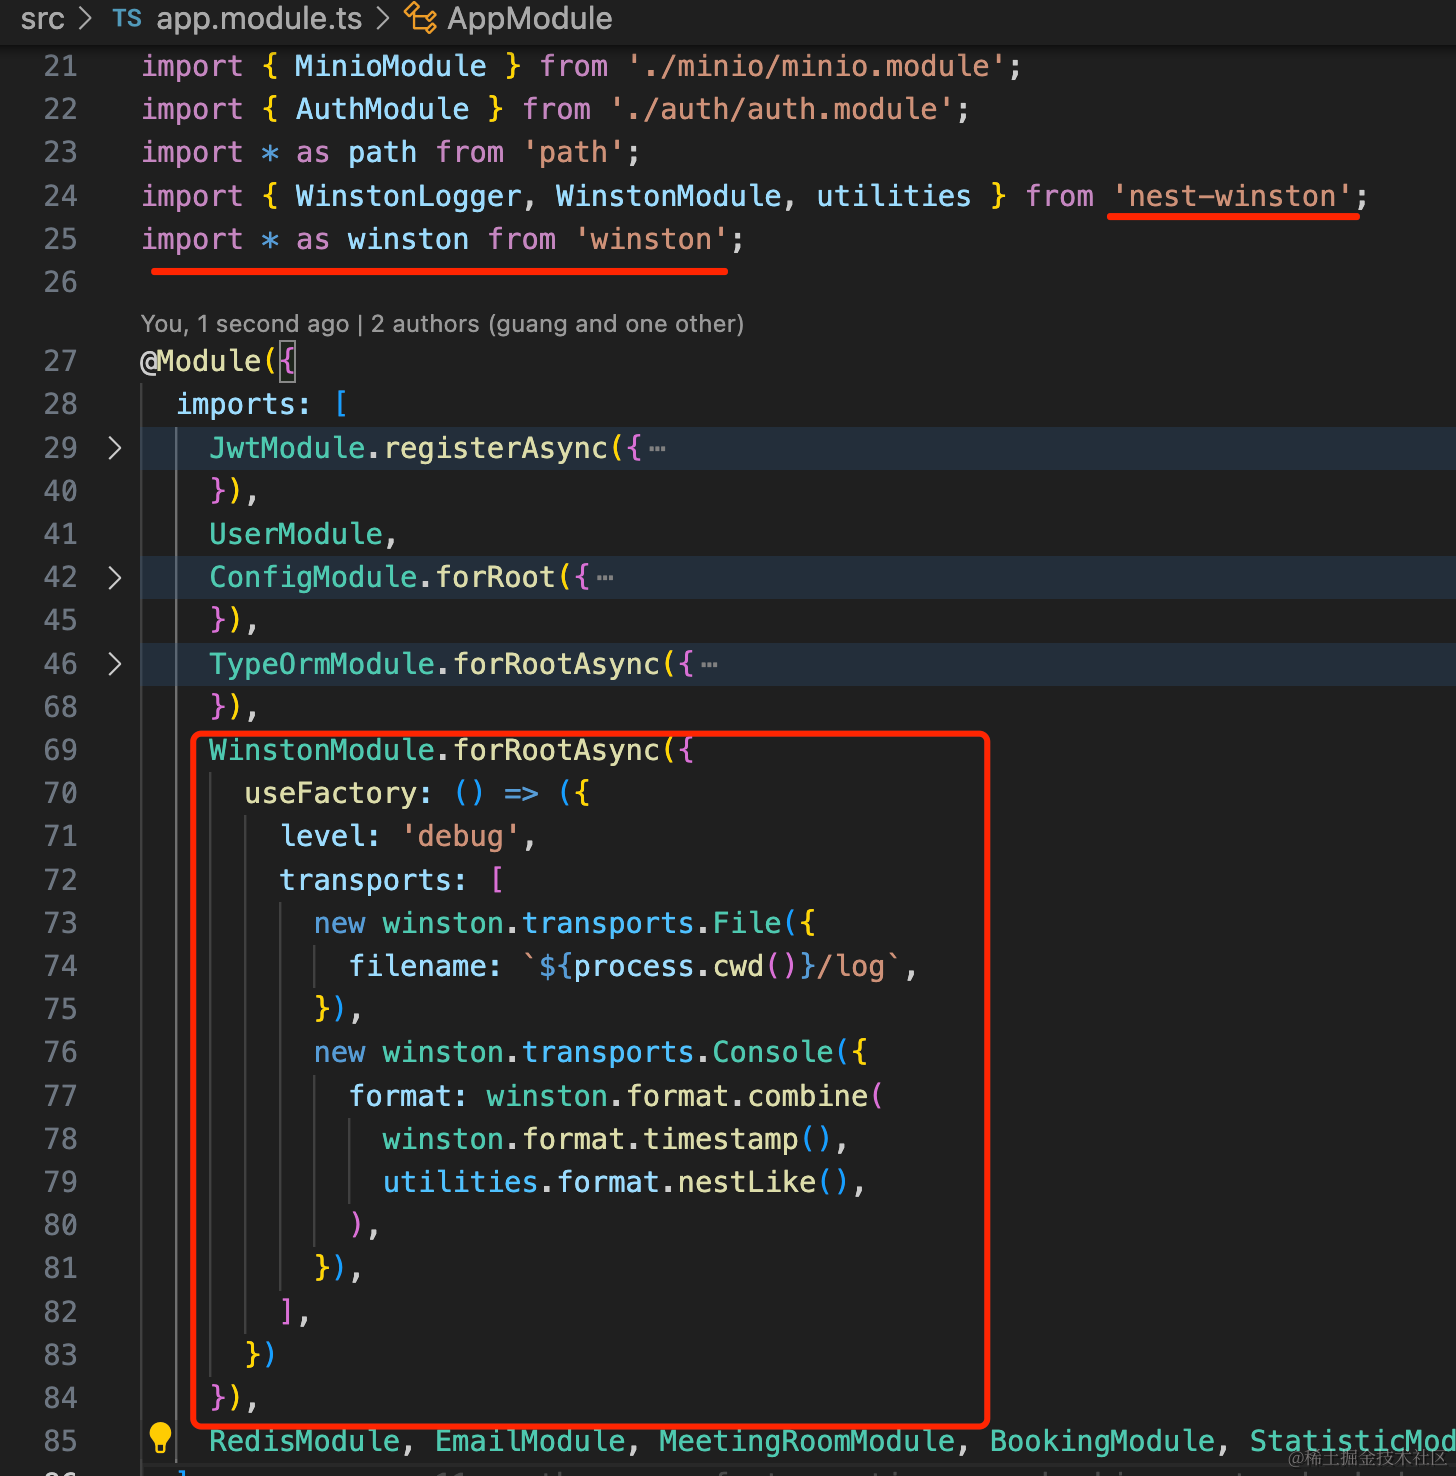 src > TS app.module.ts > AppModule
21 import { MinioModule } from './minio/minio.module';
22 import { AuthModule } from './auth/auth.module';
23 import * as path from 'path';
24 import { WinstonLogger, WinstonModule, utilities } from 'nest-winston';
25 import * as winston from 'winston';
26
You, 1 second ago | 2 authors (guang and one other)
27 @Module({
28 imports: [
29 JwtModule.registerAsync({ ⋯
40 }),
41 UserModule,
42 ConfigModule.forRoot({ ⋯
45 }),
46 TypeOrmModule.forRootAsync({ ⋯
68 }),
69 WinstonModule.forRootAsync({
70 useFactory: () => ({
71 level: 'debug',
72 transports: [
73 new winston.transports.File({
74 filename: `${process.cwd()}/log`,
75 }),
76 new winston.transports.Console({
77 format: winston.format.combine(
78 winston.format.timestamp(),
79 utilities.format.nestLike(),
80 ),
81 }),
82 ],
83 })
84 }),
85 RedisModule, EmailModule, MeetingRoomModule, BookingModule, StatisticMod
@稀土掘金技术社区